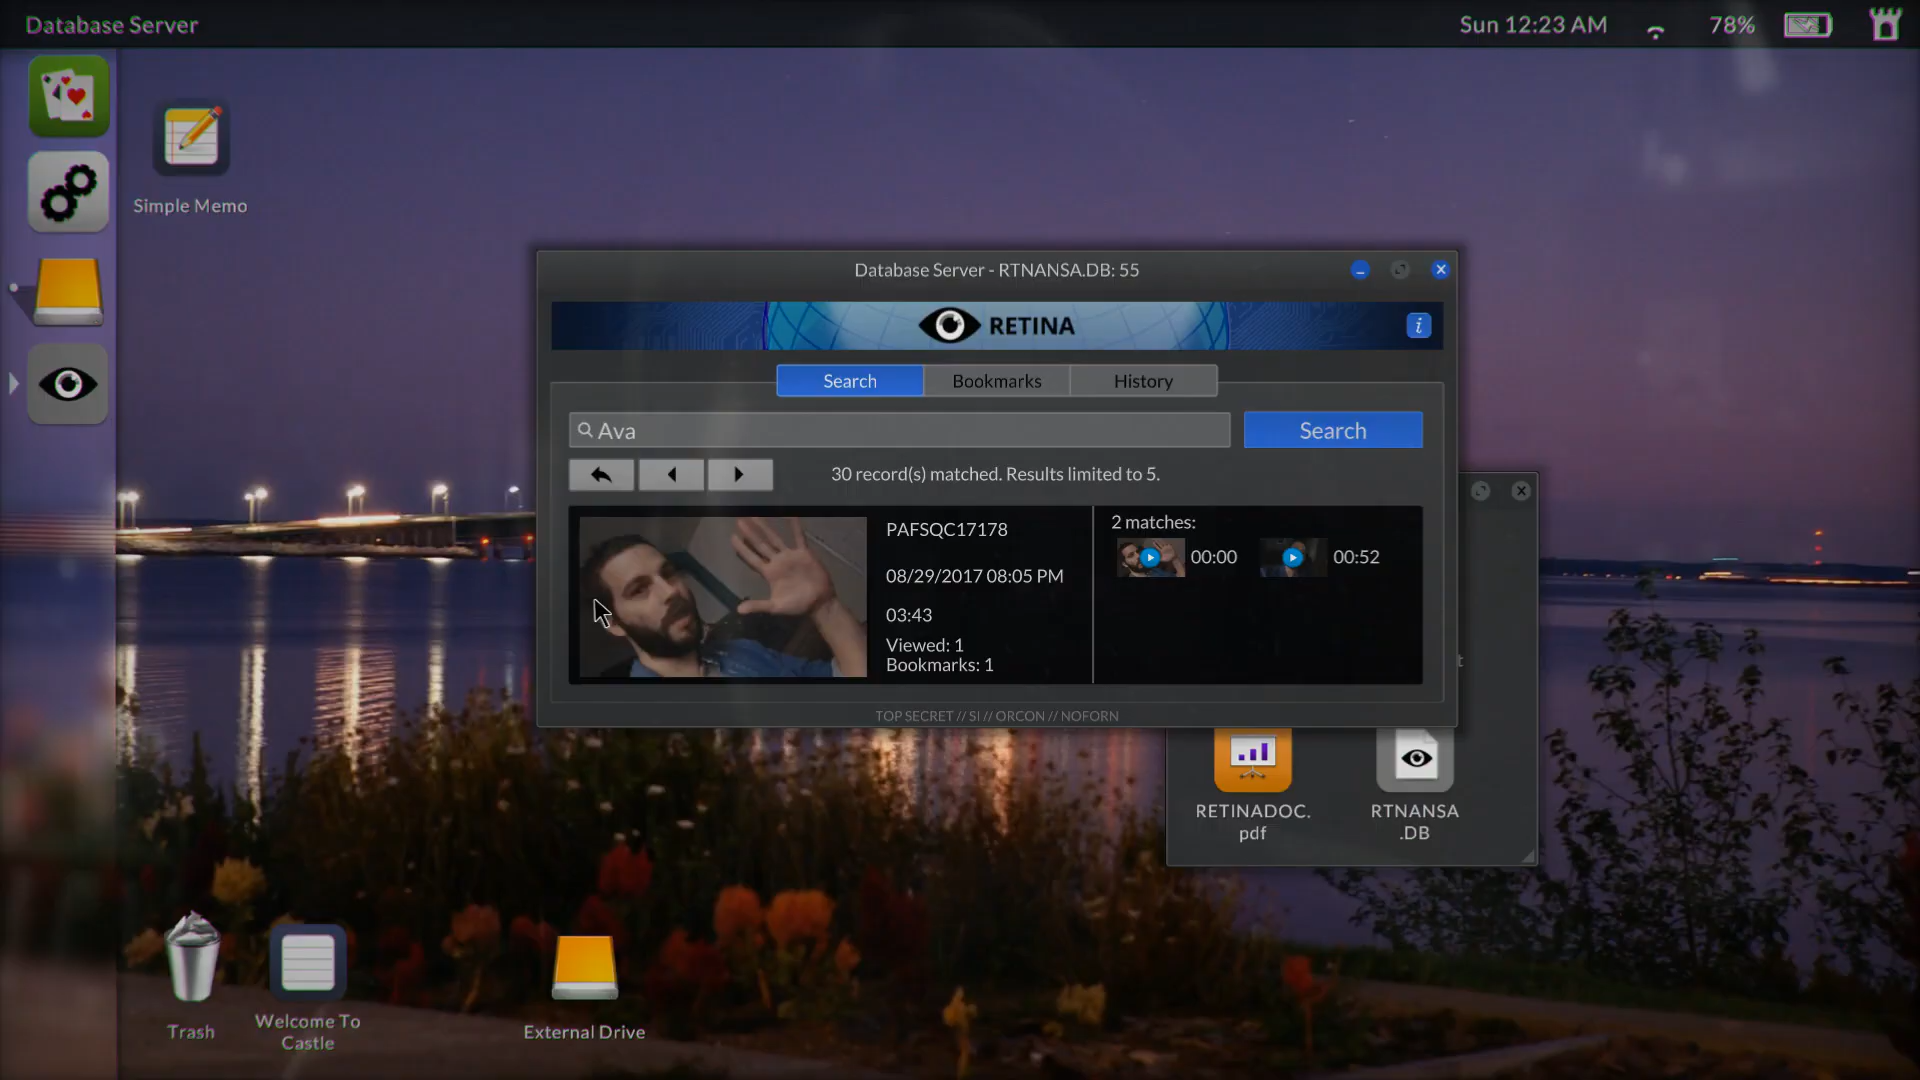 Database Server
Sun 12:23 AM
78%
Simple Memo
Database Server - RTNANSA.DB: 55
RETINA
i
Search
Bookmarks
History
Ava
Search
30 record(s) matched. Results limited to 5.
PAFSQC17178
08/29/2017 08:05 PM
03:43
Viewed: 1
Bookmarks: 1
2 matches:
00:00
00:52
TOP SECRET // SI // ORCON // NOFORN
RETINADOC.
pdf
RTNANSA
.DB
Trash
Welcome To
Castle
External Drive